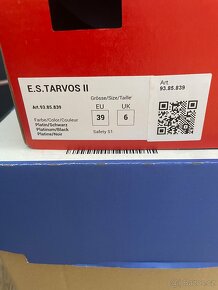 E.S.TARVOS II
Art.93.85.839
Farbe/Color/Couleur
Platin/Schwarz
Platinum/Black
Platine/Noir
Grösse/Size/Taille
EU
UK
39
6
Safety S1
Art.
93.85.839